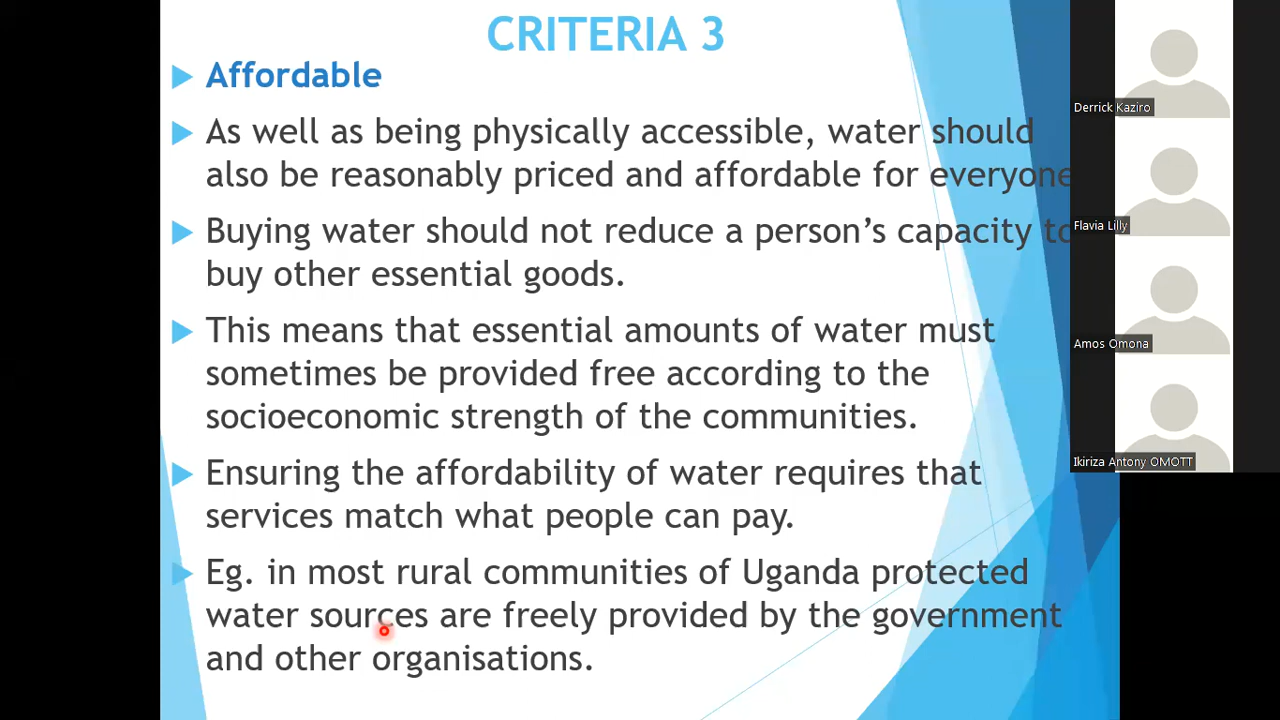 CRITERIA 3
Affordable
As well as being physically accessible, water should
also be reasonably priced and affordable for everyone
Buying water should not reduce a person’s capacity to
buy other essential goods.
This means that essential amounts of water must
sometimes be provided free according to the
socioeconomic strength of the communities.
Ensuring the affordability of water requires that
services match what people can pay.
Eg. in most rural communities of Uganda protected
water sources are freely provided by the government
and other organisations.
Derrick Kaziro
Flavia Lilly
Amos Omona
Ikiriza Antony OMOTT